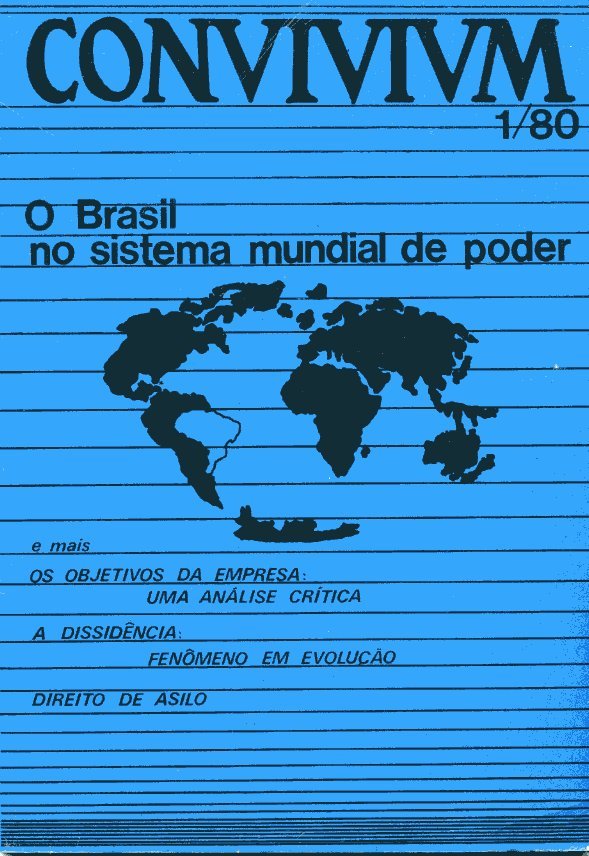 CONVIVIVM
1/80
O Brasil
no sistema mundial de poder
e mais
OS OBJETIVOS DA EMPRESA:
UMA ANÁLISE CRÍTICA
A DISSIDÊNCIA:
FENÔMENO EM EVOLUÇÃO
DIREITO DE ASILO